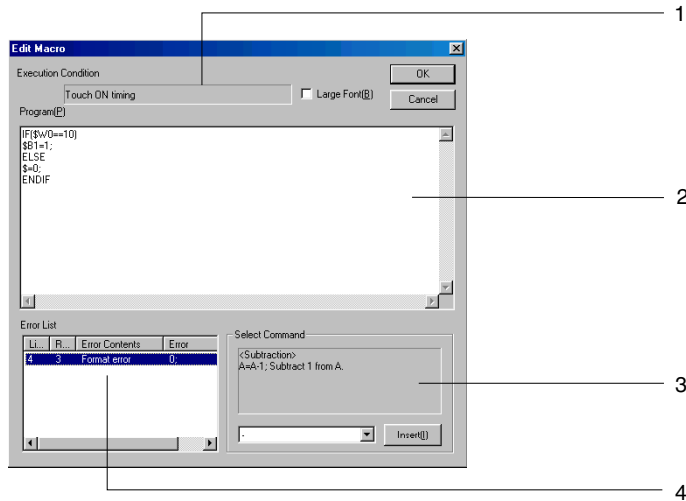 1
Edit Macro
Execution Condition
OK
Touch ON timing
Large Font(B)
Cancel
Program(P)
IF($W0==10)
$B1=1;
ELSE
$=0;
ENDIF
2
Error List
Li... R... Error Contents Error
4 3 Format error 0;
Select Command
<Subtraction>
A=A-1; Subtract 1 from A.
3
-
Insert(I)
4